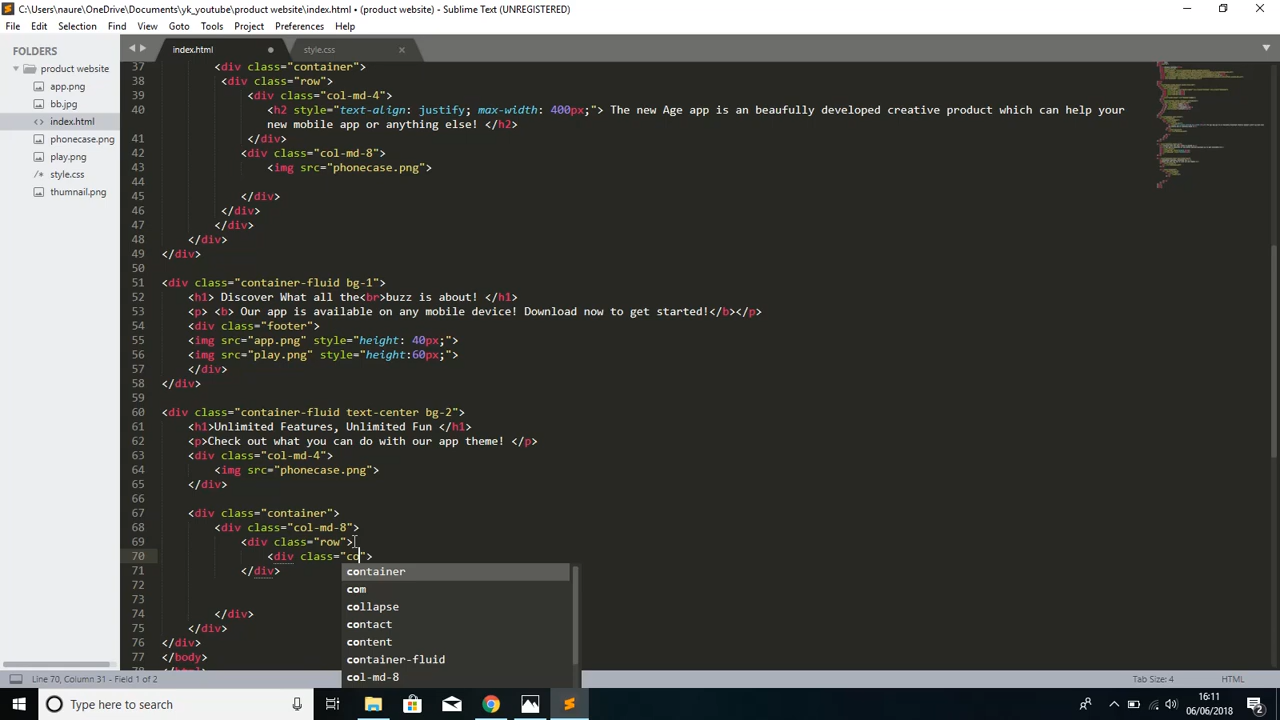 C:\Users\naure\OneDrive\Documents\yk_youtube\product website\index.html • (product website) - Sublime Text (UNREGISTERED)
File Edit Selection Find View Goto Tools Project Preferences Help
FOLDERS
product website
app.png
bb.jpg
index.html
phonecase.png
play.png
style.css
thumnail.png
index.html style.css
37 <div class="container">
38 <div class="row">
39 <div class="col-md-4">
40 <h2 style="text-align: justify; max-width: 400px;"> The new Age app is an beaufully developed creative product which can help your
new mobile app or anything else! </h2>
41 </div>
42 <div class="col-md-8">
43 <img src="phonecase.png">
44
45 </div>
46 </div>
47 </div>
48 </div>
49 </div>
50
51 <div class="container-fluid bg-1">
52 <h1> Discover What all the<br>buzz is about! </h1>
53 <p> <b> Our app is available on any mobile device! Download now to get started!</b></p>
54 <div class="footer">
55 <img src="app.png" style="height: 40px;">
56 <img src="play.png" style="height:60px;">
57 </div>
58 </div>
59
60 <div class="container-fluid text-center bg-2">
61 <h1>Unlimited Features, Unlimited Fun </h1>
62 <p>Check out what you can do with our app theme! </p>
63 <div class="col-md-4">
64 <img src="phonecase.png">
65 </div>
66
67 <div class="container">
68 <div class="col-md-8">
69 <div class="row">
70 <div class="co">
71 </div>
72
73
74 </div>
75 </div>
76 </div>
77 </body>
container
com
collapse
contact
content
container-fluid
col-md-8
Line 70, Column 31 - Field 1 of 2 Tab Size: 4 HTML
Type here to search
16:11
06/06/2018
2